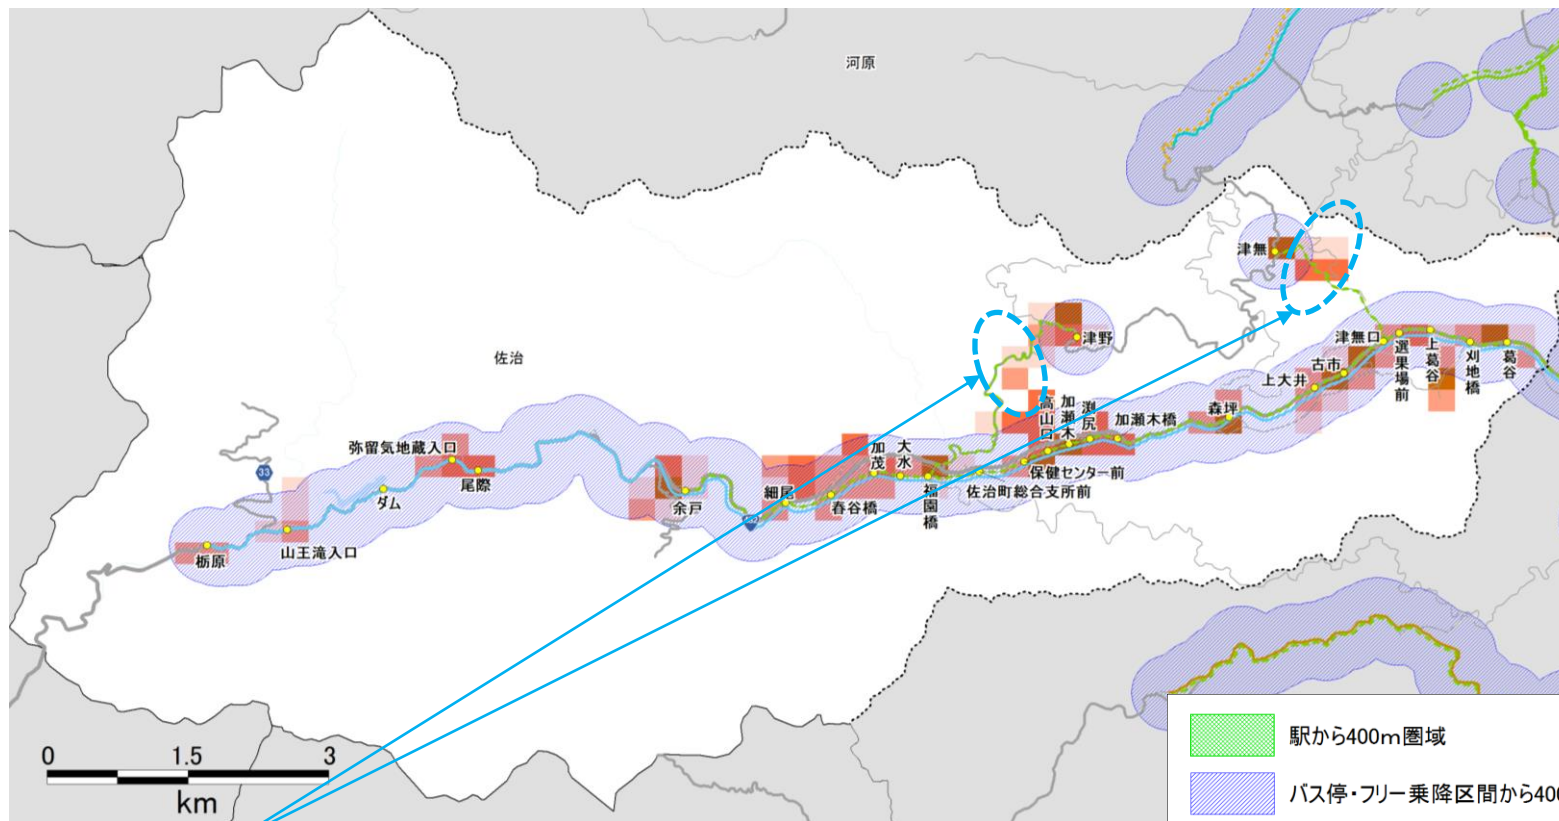 河原
津無
佐治
津野
津無口
選果場前
上葛谷
刈地橋
葛谷
古市
上大井
森坪
高山口
加瀬木
渕尻
加瀬木橋
保健センター前
佐治町総合支所前
加茂
大水
福園橋
春谷橋
細尾
余戸
弥留気地蔵入口
尾際
ダム
33
山王滝入口
栃原
0 1.5 3
km
駅から400m圏域
バス停・フリー乗降区間から400